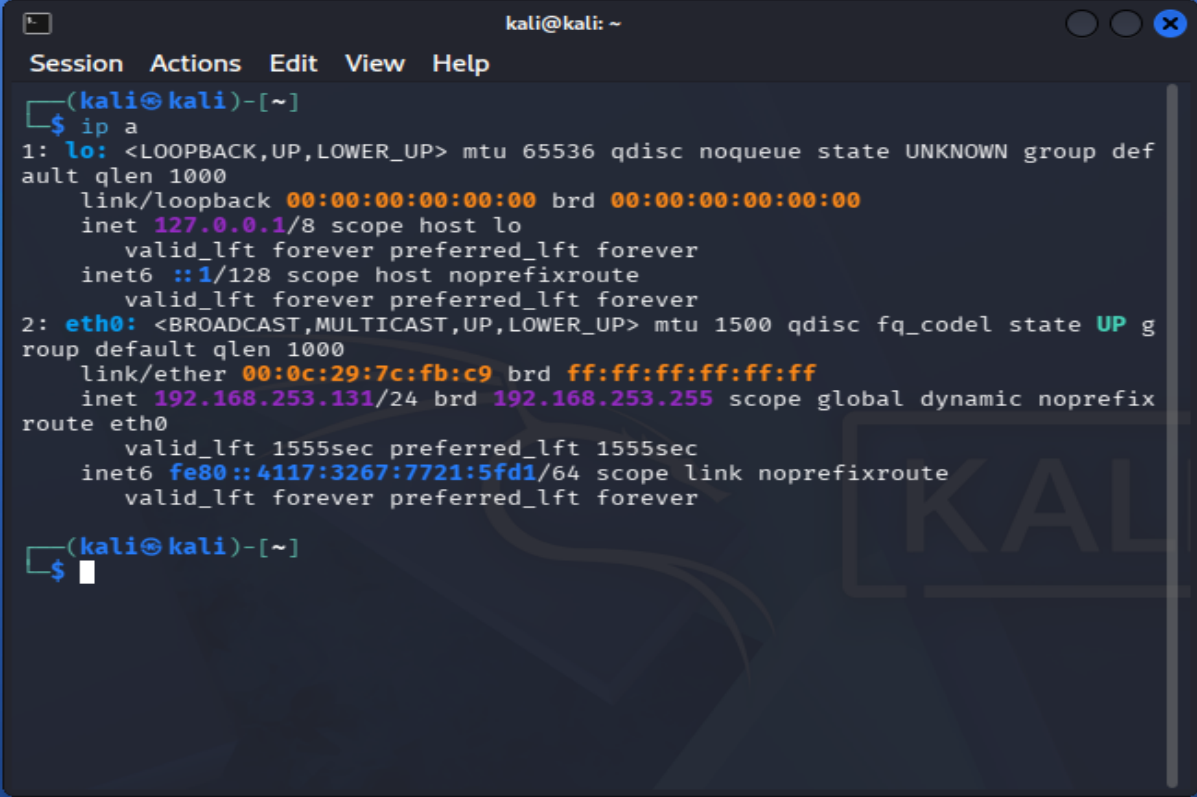 kali@kali: ~
Session Actions Edit View Help
┌──(kali㉿kali)-[~]
└─$ ip a
1: lo: <LOOPBACK,UP,LOWER_UP> mtu 65536 qdisc noqueue state UNKNOWN group def
ault qlen 1000
    link/loopback 00:00:00:00:00:00 brd 00:00:00:00:00:00
    inet 127.0.0.1/8 scope host lo
       valid_lft forever preferred_lft forever
    inet6 ::1/128 scope host noprefixroute
       valid_lft forever preferred_lft forever
2: eth0: <BROADCAST,MULTICAST,UP,LOWER_UP> mtu 1500 qdisc fq_codel state UP g
roup default qlen 1000
    link/ether 00:0c:29:7c:fb:c9 brd ff:ff:ff:ff:ff:ff
    inet 192.168.253.131/24 brd 192.168.253.255 scope global dynamic noprefix
route eth0
       valid_lft 1555sec preferred_lft 1555sec
    inet6 fe80::4117:3267:7721:5fd1/64 scope link noprefixroute
       valid_lft forever preferred_lft forever
┌──(kali㉿kali)-[~]
└─$
KAL